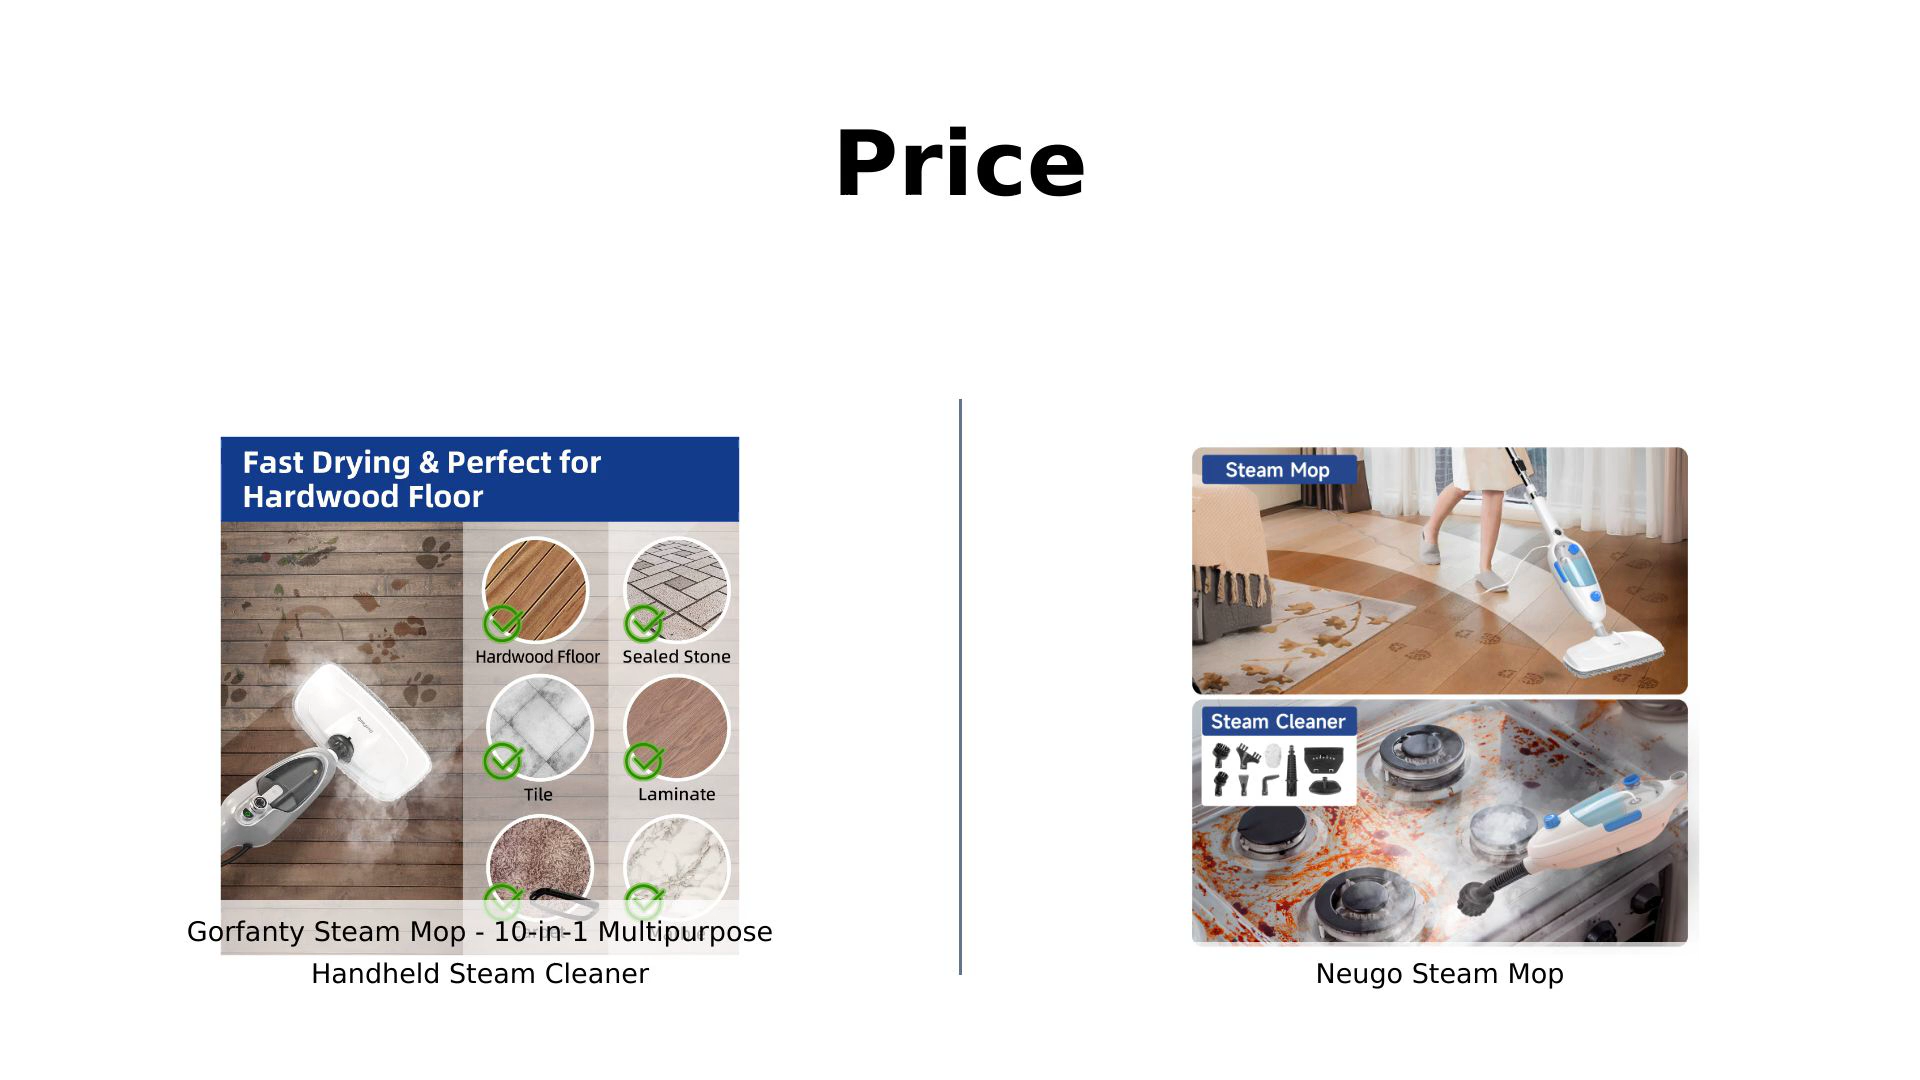 Price
Fast Drying & Perfect for
Hardwood Floor
Hardwood Ffloor
Sealed Stone
Tile
Laminate
Gorfanty Steam Mop - 10-in-1 Multipurpose
Handheld Steam Cleaner
Steam Mop
Steam Cleaner
Neugo Steam Mop